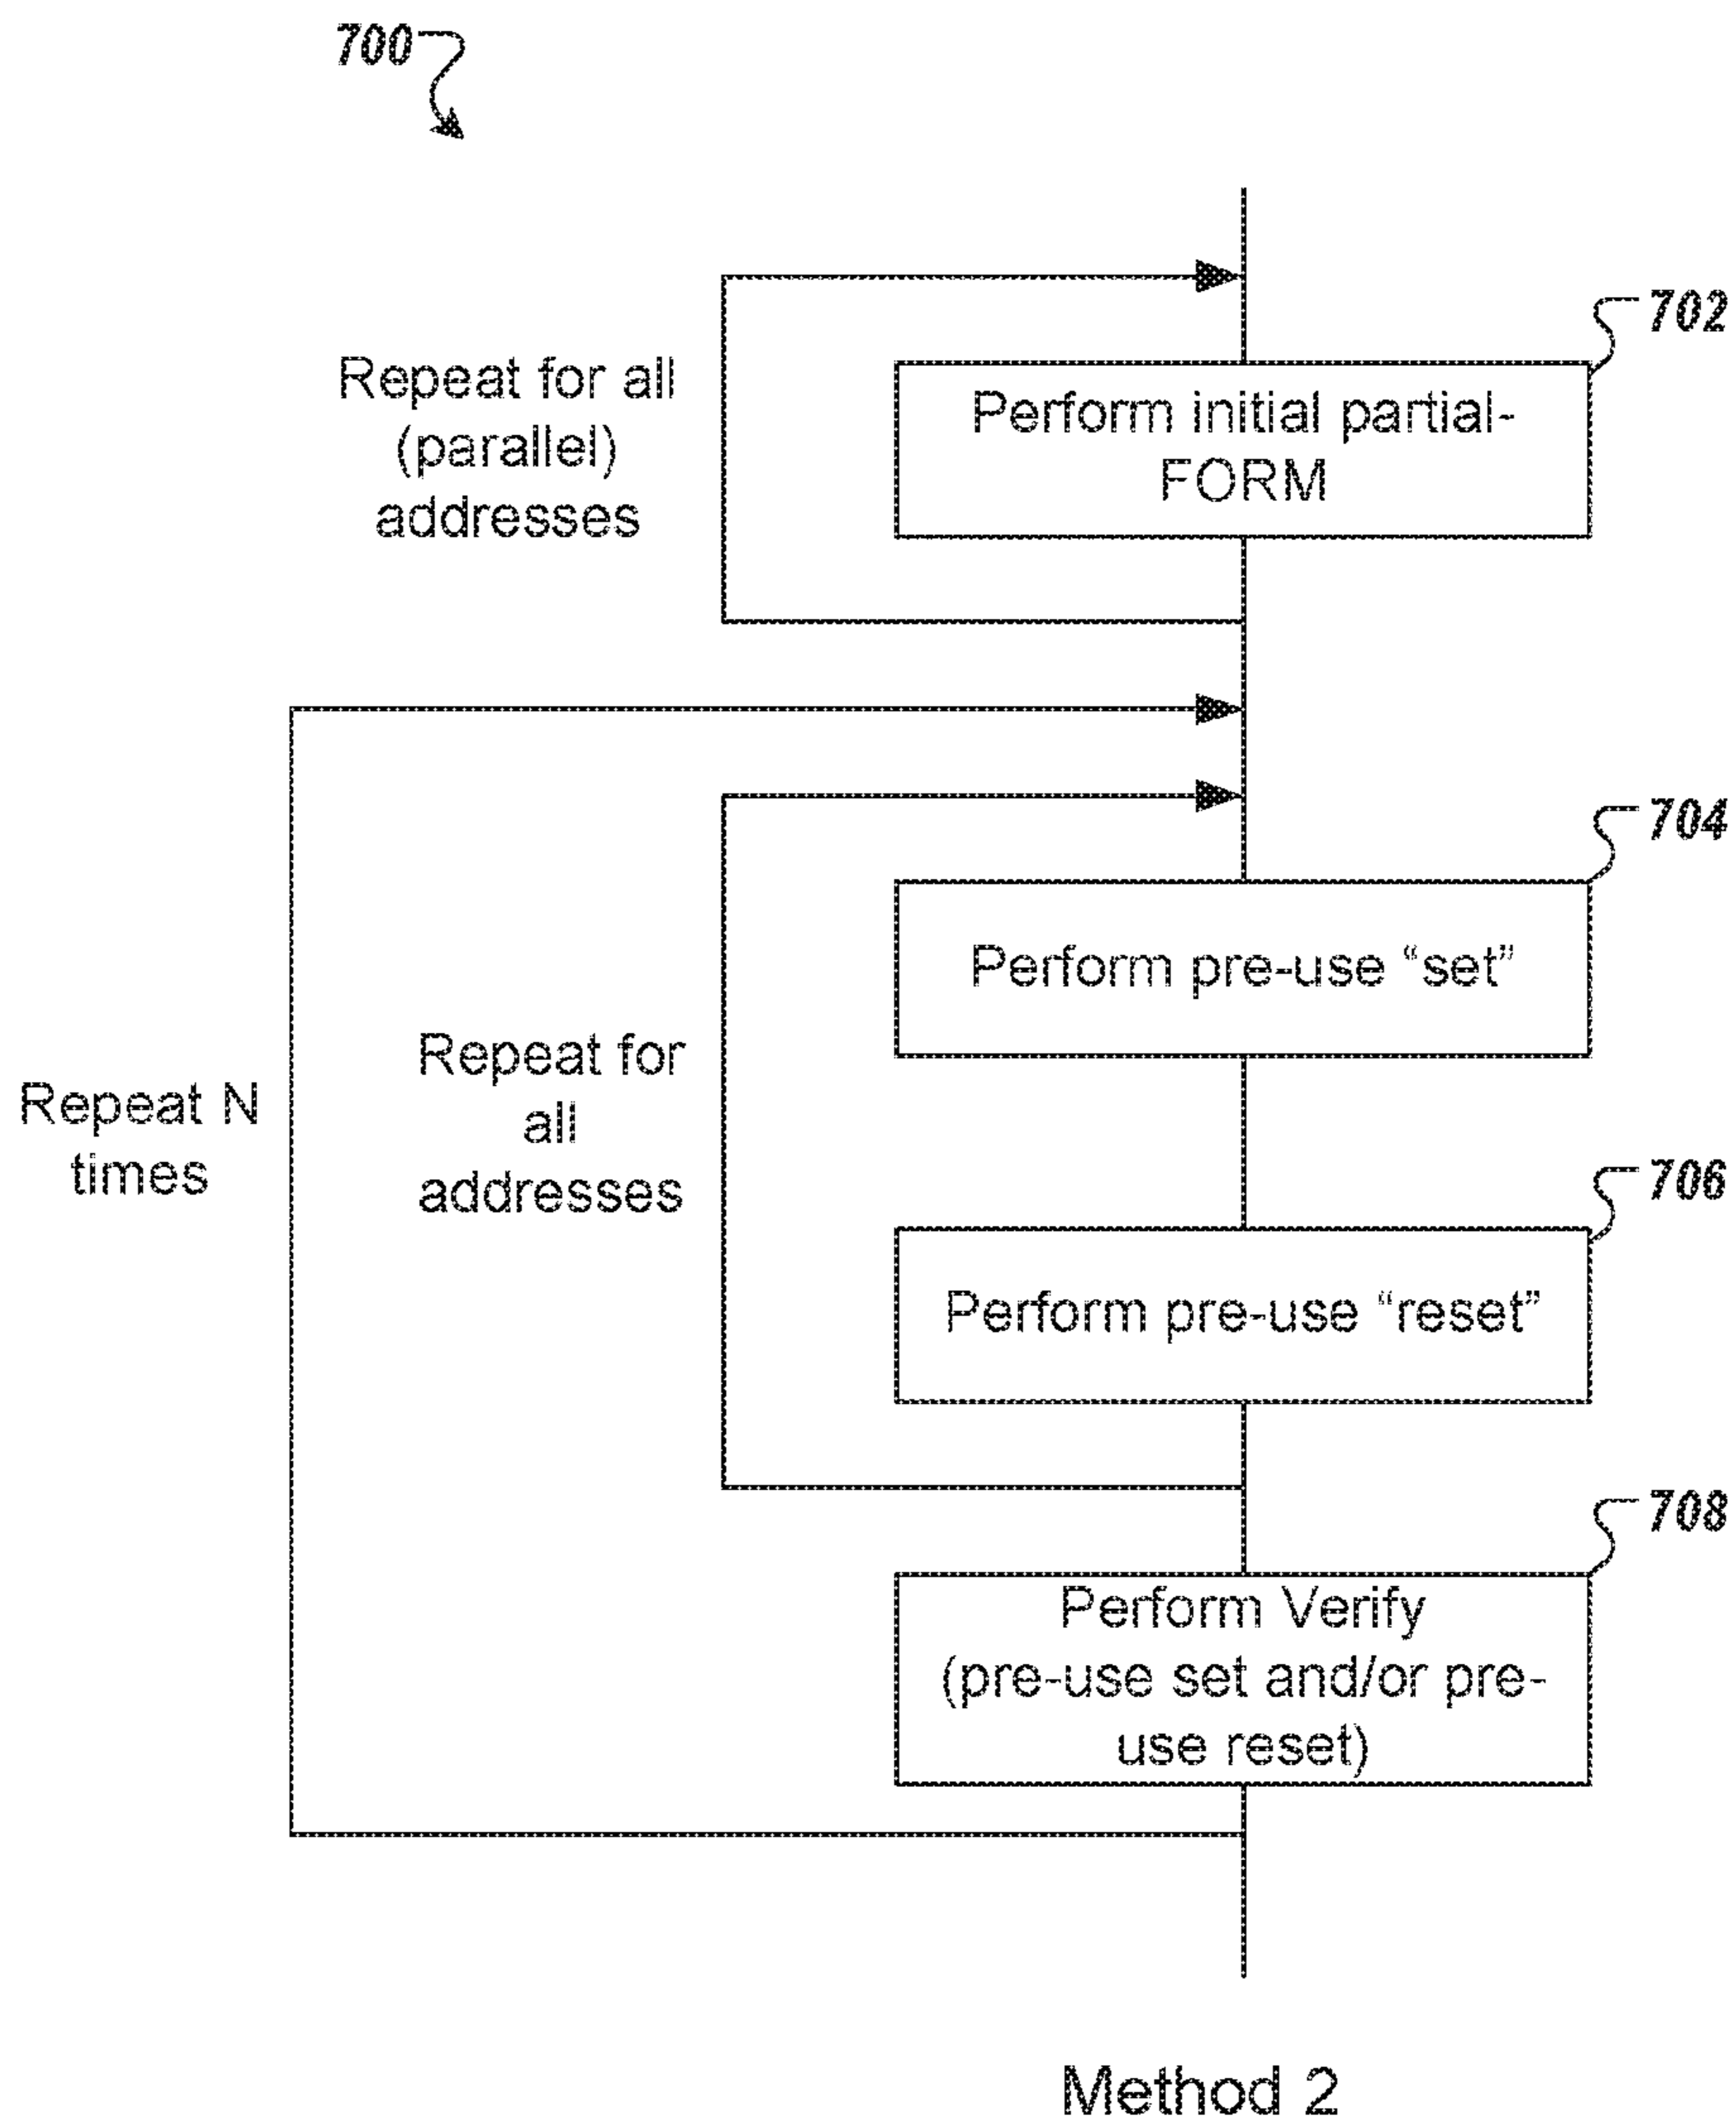 700
702
Repeat for all
(parallel)
addresses
Perform initial partial-
FORM
704
Perform pre-use “set”
Repeat N
times
Repeat for
all
addresses
706
Perform pre-use “reset”
708
Perform Verify
(pre-use set and/or pre-
use reset)
Method 2